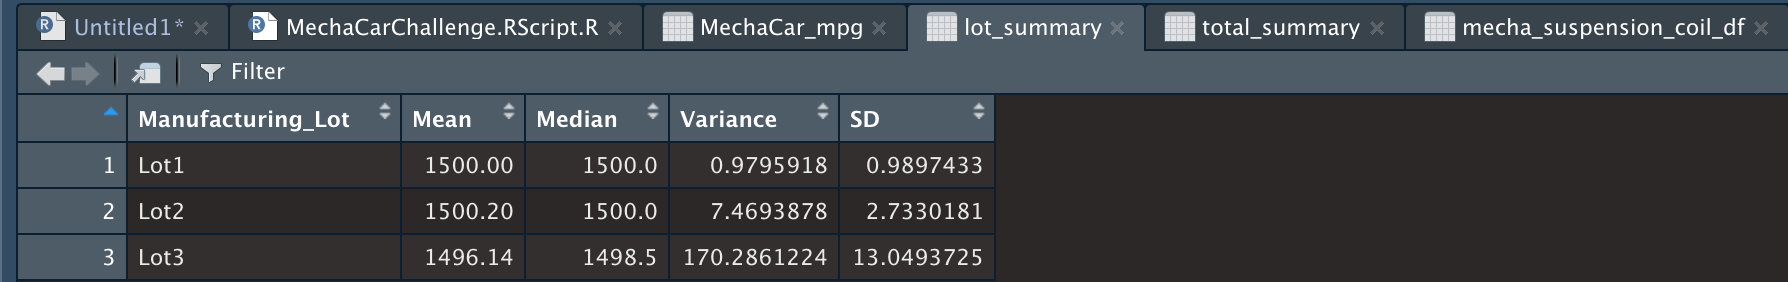 Untitled1* MechaCarChallenge.RScript.R MechaCar_mpg lot_summary total_summary mecha_suspension_coil_df
Filter
Manufacturing_Lot Mean Median Variance SD
1 Lot1 1500.00 1500.0 0.9795918 0.9897433
2 Lot2 1500.20 1500.0 7.4693878 2.7330181
3 Lot3 1496.14 1498.5 170.2861224 13.0493725